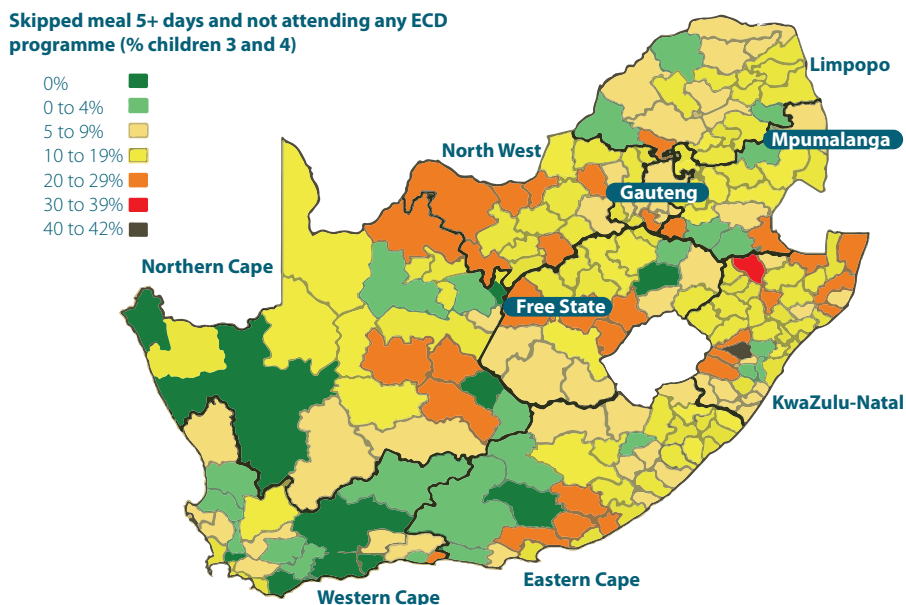 Skipped meal 5+ days and not attending any ECD
programme (% children 3 and 4)
0%
0 to 4%
5 to 9%
10 to 19%
20 to 29%
30 to 39%
40 to 42%
Limpopo
Mpumalanga
North West
Gauteng
Northern Cape
Free State
KwaZulu-Natal
Eastern Cape
Western Cape